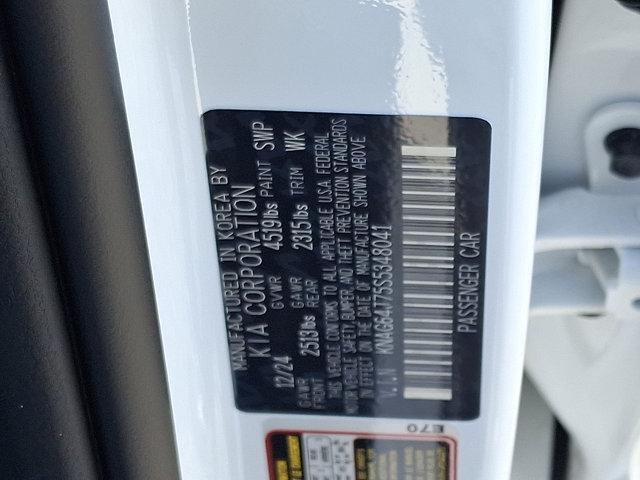 MANUFACTURED IN KOREA BY
KIA CORPORATION
12/24 GVWR 4519lbs PAINT SWP
GAWR FRONT 2513lbs GAWR REAR 2315lbs TRIM WK
THIS VEHICLE CONFORMS TO ALL APPLICABLE U.S.A. FEDERAL
MOTOR VEHICLE SAFETY, BUMPER, AND THEFT PREVENTION STANDARDS
IN EFFECT ON THE DATE OF MANUFACTURE SHOWN ABOVE
V.I.N KNAG64T75S5348041
PASSENGER CAR
E70